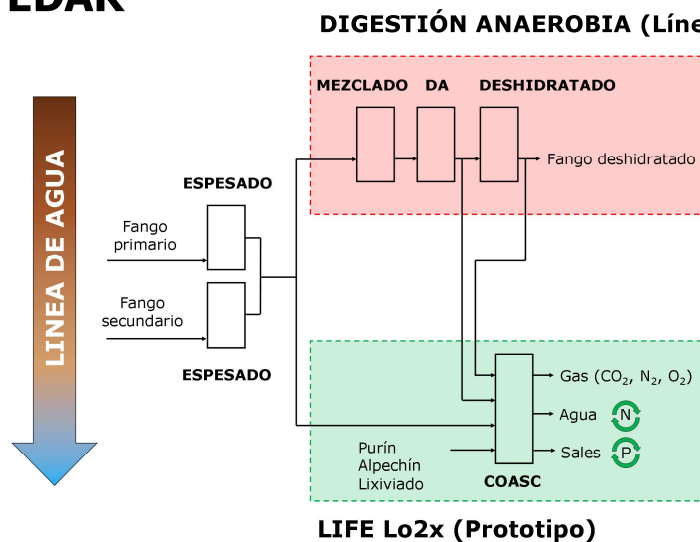 EDAR
DIGESTIÓN ANAEROBIA (Líne
MEZCLADO DA DESHIDRATADO
Fango deshidratado
LINEA DE AGUA
ESPESADO
Fango
primario
Fango
secundario
ESPESADO
Gas (CO₂, N₂, O₂)
Agua N
Sales P
Purín
Alpechín
Lixiviado
COASC
LIFE Lo2x (Prototipo)